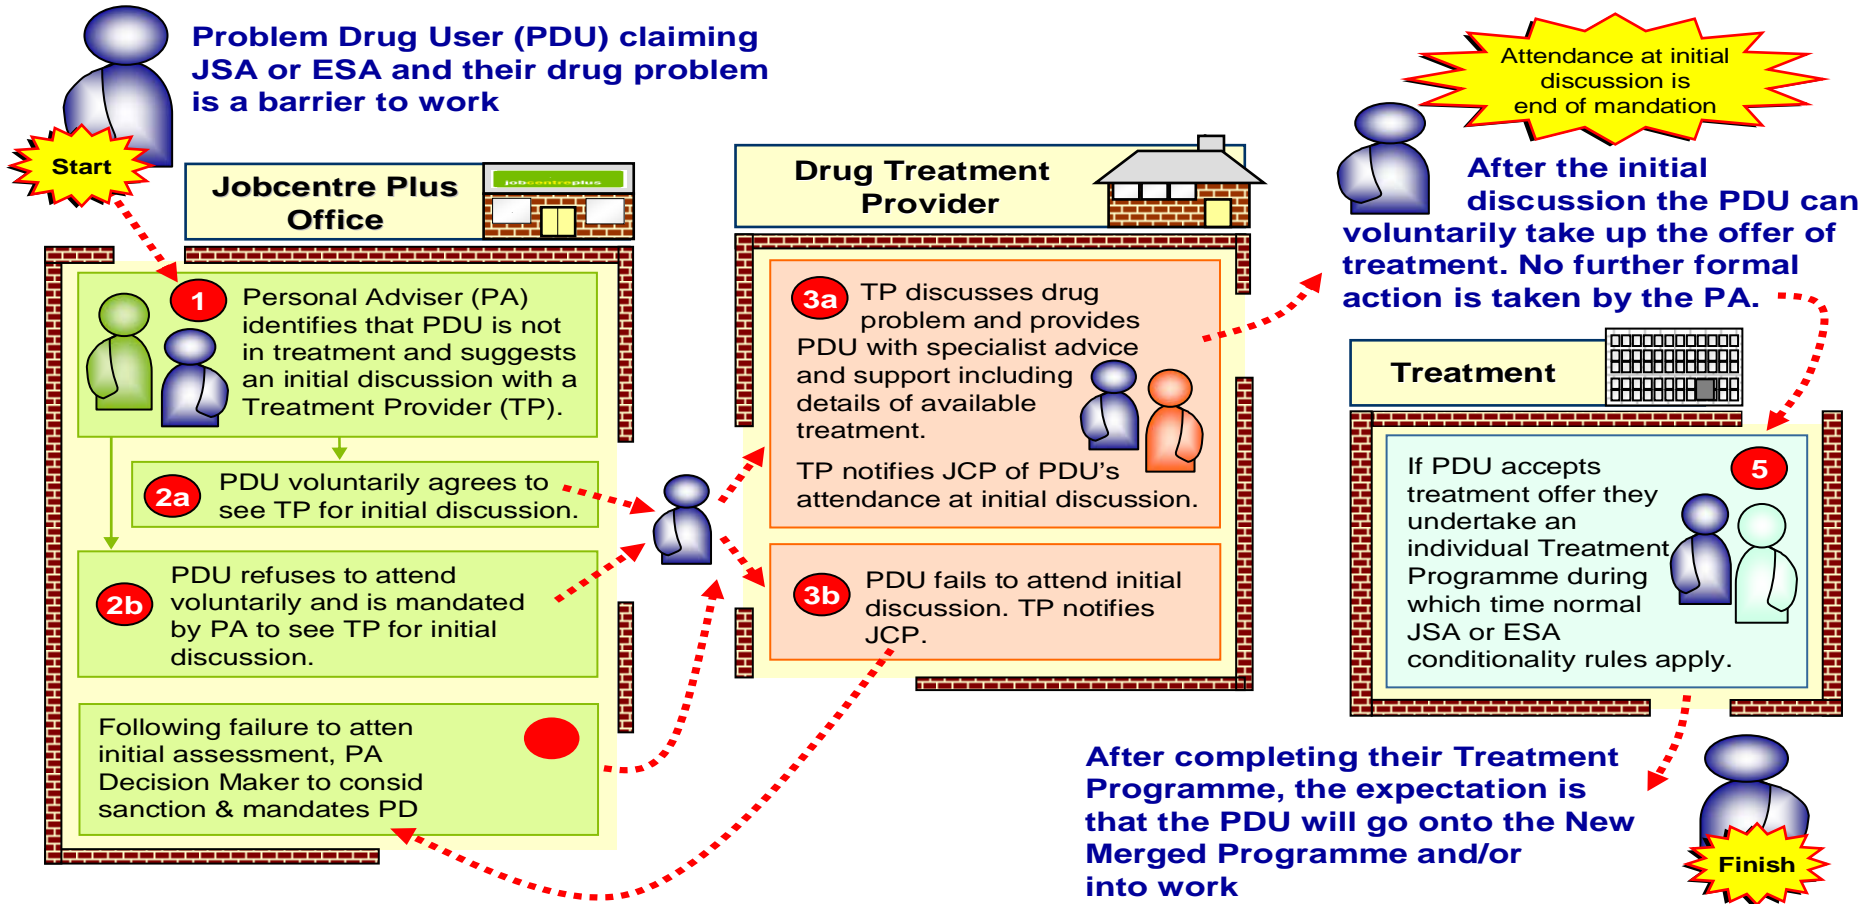 Problem Drug User (PDU) claiming
JSA or ESA and their drug problem
is a barrier to work
Start
Jobcentre Plus
Office
jobcentreplus
1
Personal Adviser (PA)
identifies that PDU is not
in treatment and suggests
an initial discussion with a
Treatment Provider (TP).
2a
PDU voluntarily agrees to
see TP for initial discussion.
2b
PDU refuses to attend
voluntarily and is mandated
by PA to see TP for initial
discussion.
Following failure to atten
initial assessment, PA
Decision Maker to consid
sanction & mandates PD
Drug Treatment
Provider
3a
TP discusses drug
problem and provides
PDU with specialist advice
and support including
details of available
treatment.
TP notifies JCP of PDU’s
attendance at initial discussion.
3b
PDU fails to attend initial
discussion. TP notifies
JCP.
Attendance at initial
discussion is
end of mandation
After the initial
discussion the PDU can
voluntarily take up the offer of
treatment. No further formal
action is taken by the PA.
Treatment
5
If PDU accepts
treatment offer they
undertake an
individual Treatment
Programme during
which time normal
JSA or ESA
conditionality rules apply.
After completing their Treatment
Programme, the expectation is
that the PDU will go onto the New
Merged Programme and/or
into work
Finish